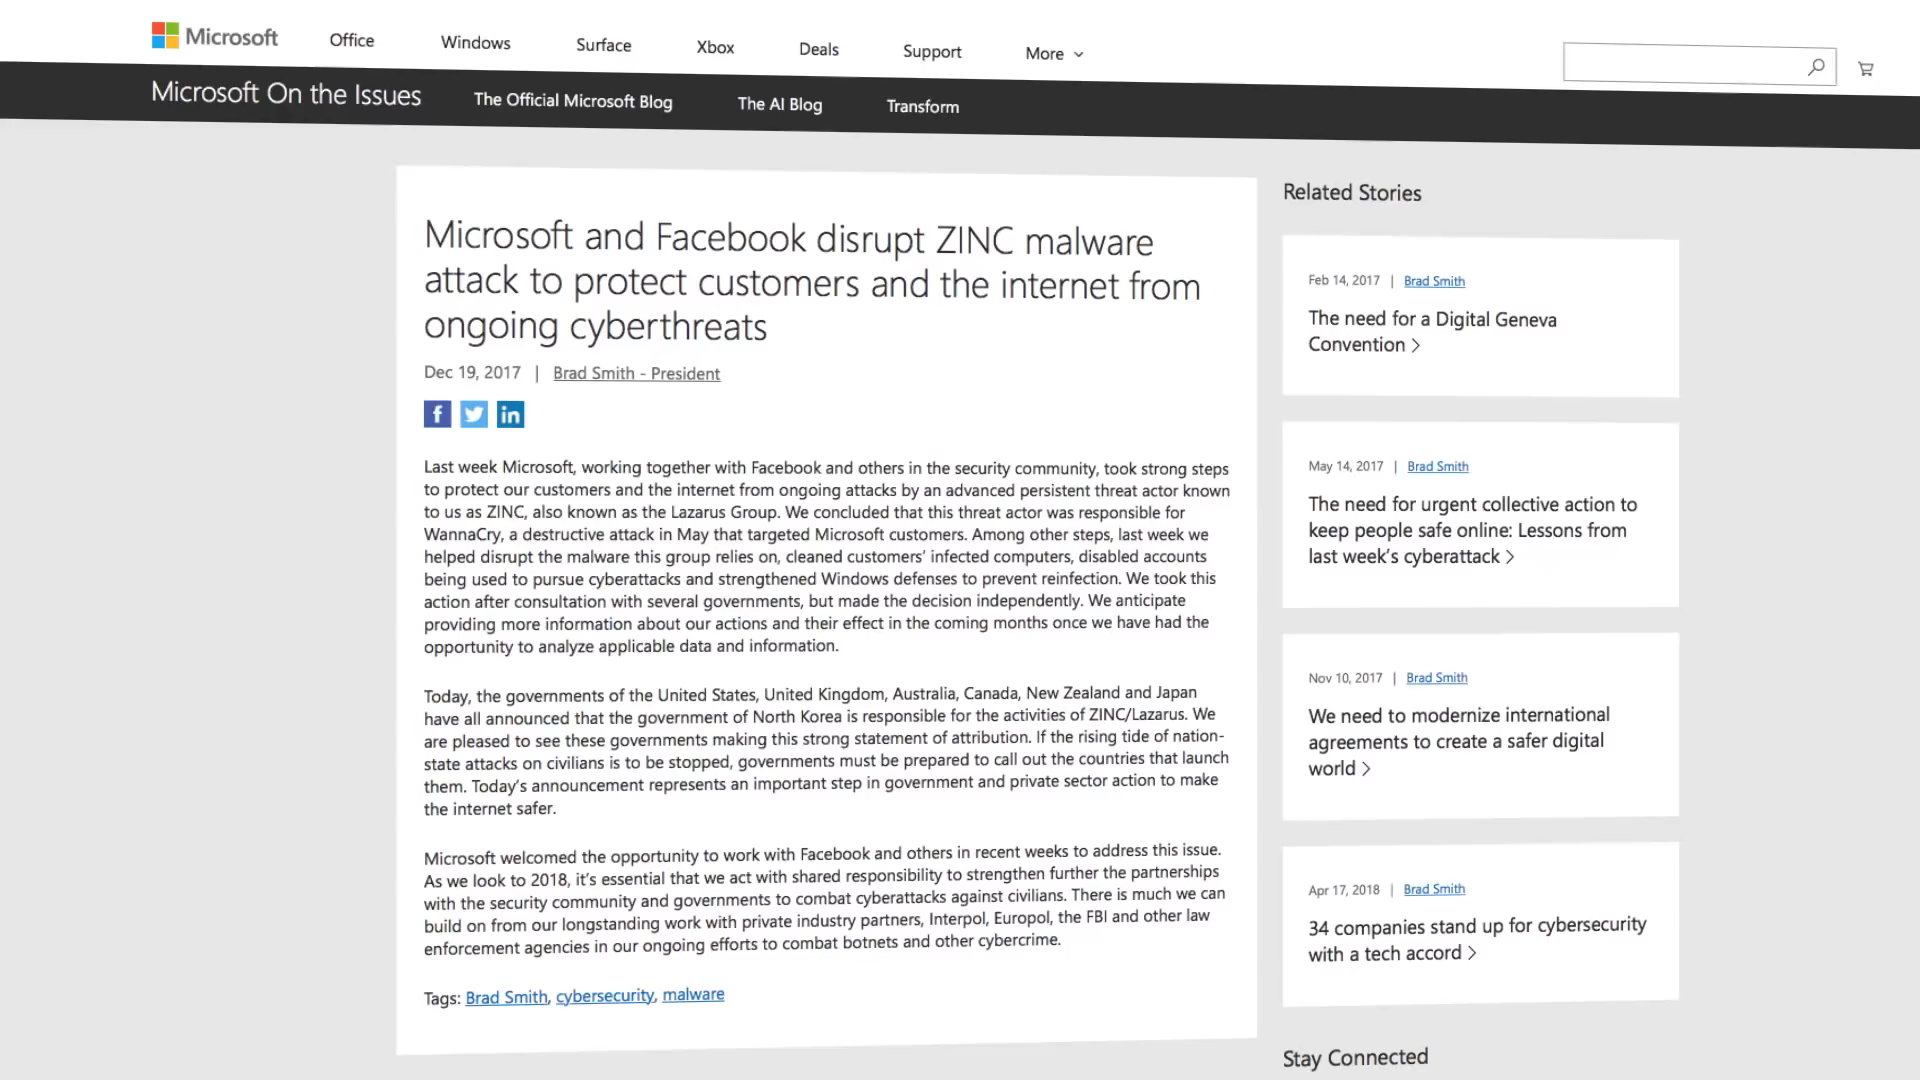 Microsoft
Office
Windows
Surface
Xbox
Deals
Support
More
Microsoft On the Issues
The Official Microsoft Blog
The AI Blog
Transform
Microsoft and Facebook disrupt ZINC malware
attack to protect customers and the internet from
ongoing cyberthreats
Dec 19, 2017 | Brad Smith - President
Last week Microsoft, working together with Facebook and others in the security community, took strong steps
to protect our customers and the internet from ongoing attacks by an advanced persistent threat actor known
to us as ZINC, also known as the Lazarus Group. We concluded that this threat actor was responsible for
WannaCry, a destructive attack in May that targeted Microsoft customers. Among other steps, last week we
helped disrupt the malware this group relies on, cleaned customers’ infected computers, disabled accounts
being used to pursue cyberattacks and strengthened Windows defenses to prevent reinfection. We took this
action after consultation with several governments, but made the decision independently. We anticipate
providing more information about our actions and their effect in the coming months once we have had the
opportunity to analyze applicable data and information.
Today, the governments of the United States, United Kingdom, Australia, Canada, New Zealand and Japan
have all announced that the government of North Korea is responsible for the activities of ZINC/Lazarus. We
are pleased to see these governments making this strong statement of attribution. If the rising tide of nation-
state attacks on civilians is to be stopped, governments must be prepared to call out the countries that launch
them. Today’s announcement represents an important step in government and private sector action to make
the internet safer.
Microsoft welcomed the opportunity to work with Facebook and others in recent weeks to address this issue.
As we look to 2018, it’s essential that we act with shared responsibility to strengthen further the partnerships
with the security community and governments to combat cyberattacks against civilians. There is much we can
build on from our longstanding work with private industry partners, Interpol, Europol, the FBI and other law
enforcement agencies in our ongoing efforts to combat botnets and other cybercrime.
Tags: Brad Smith, cybersecurity, malware
Related Stories
Feb 14, 2017 | Brad Smith
The need for a Digital Geneva
Convention >
May 14, 2017 | Brad Smith
The need for urgent collective action to
keep people safe online: Lessons from
last week’s cyberattack >
Nov 10, 2017 | Brad Smith
We need to modernize international
agreements to create a safer digital
world >
Apr 17, 2018 | Brad Smith
34 companies stand up for cybersecurity
with a tech accord >
Stay Connected